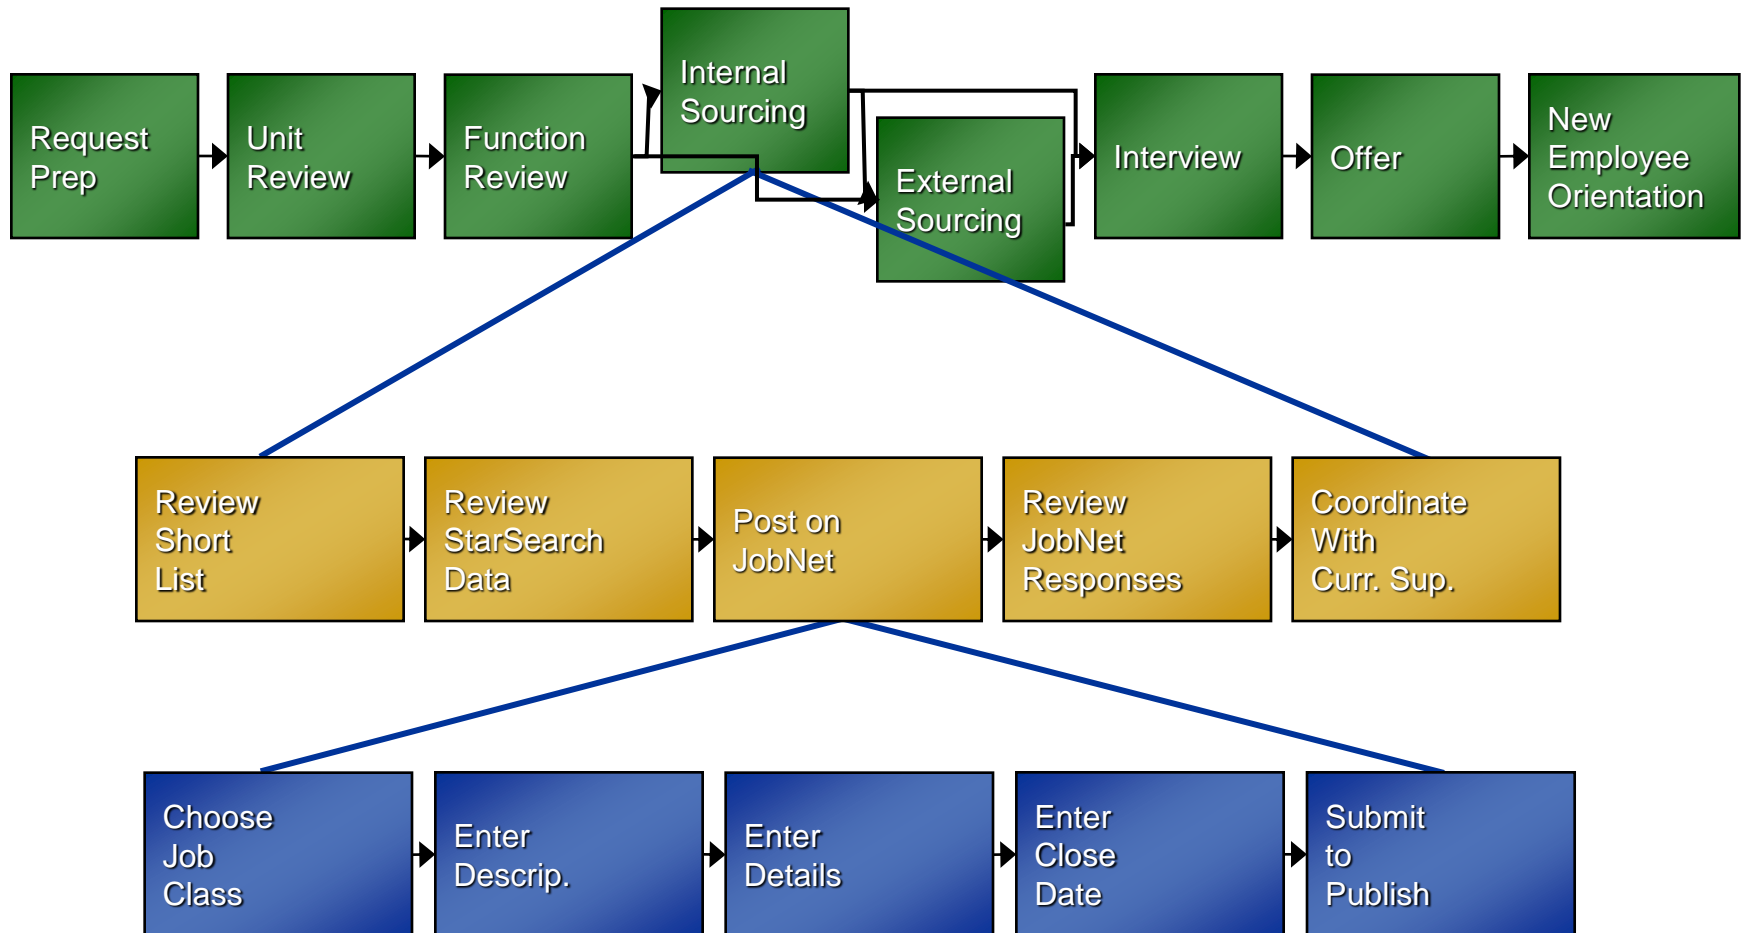 Request
Prep
Unit
Review
Function
Review
Internal
Sourcing
External
Sourcing
Interview
Offer
New
Employee
Orientation
Review
Short
List
Review
StarSearch
Data
Post on
JobNet
Review
JobNet
Responses
Coordinate
With
Curr. Sup.
Choose
Job
Class
Enter
Descrip.
Enter
Details
Enter
Close
Date
Submit
to
Publish